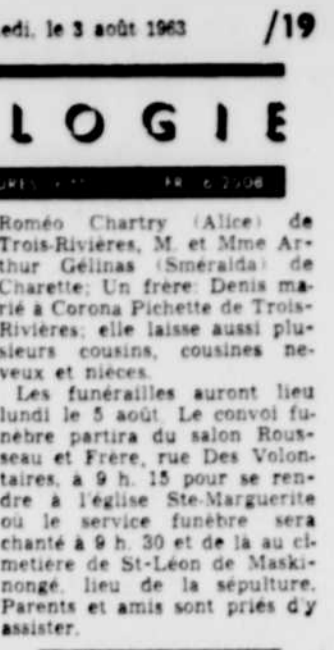 edi, le 3 août 1963 /19
LOGIE
Roméo Chartry (Alice) de
Trois-Rivières, M. et Mme Ar-
thur Gélinas (Sméralda) de
Charette; Un frère: Denis ma-
rié à Corona Pichette de Trois-
Rivières; elle laisse aussi plu-
sieurs cousins, cousines ne-
veux et nièces.
Les funérailles auront lieu
lundi le 5 août. Le convoi fu-
nèbre partira du salon Rous-
seau et Frère, rue Des Volon-
taires, à 9 h. 15 pour se ren-
dre à l'église Ste-Marguerite
où le service funèbre sera
chanté à 9 h. 30 et de là au ci-
metière de St-Léon de Maski-
nongé, lieu de la sépulture.
Parents et amis sont priés d'y
assister.